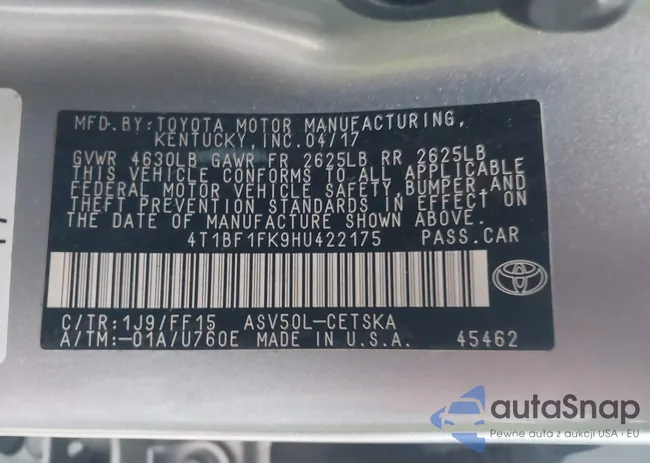 MFD. BY: TOYOTA MOTOR MANUFACTURING,
KENTUCKY, INC. 04/17
GVWR 4630LB GAWR FR 2625LB RR 2625LB
THIS VEHICLE CONFORMS TO ALL APPLICABLE
FEDERAL MOTOR VEHICLE SAFETY, BUMPER, AND
THEFT PREVENTION STANDARDS IN EFFECT ON
THE DATE OF MANUFACTURE SHOWN ABOVE.
4T1BF1FK9HU422175 PASS.CAR
C/TR:1J9/FF15 ASV50L-CETSKA
A/TM:-01A/U760E MADE IN U.S.A. 45462
autaSnap
Pewne auta z aukcji USA i EU